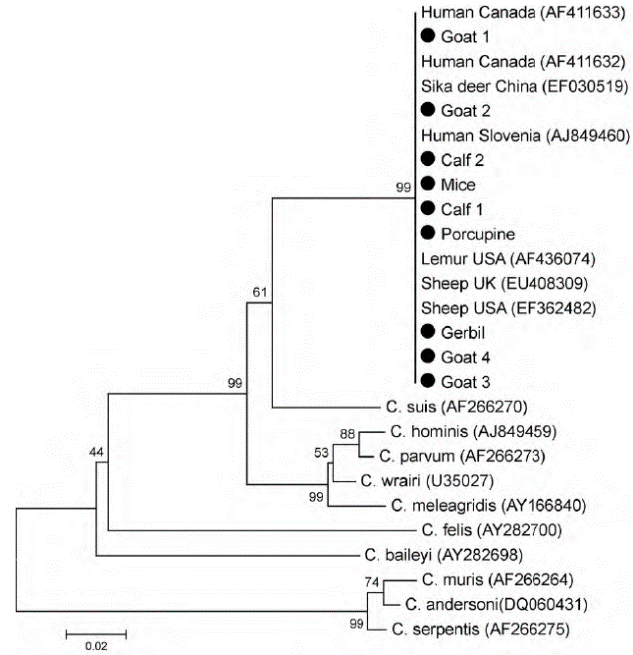 Human Canada (AF411633)
Goat 1
Human Canada (AF411632)
Sika deer China (EF030519)
Goat 2
Human Slovenia (AJ849460)
Calf 2
99
Mice
Calf 1
Porcupine
Lemur USA (AF436074)
Sheep UK (EU408309)
61
Sheep USA (EF362482)
Gerbil
Goat 4
99
Goat 3
C. suis (AF266270)
88
C. hominis (AJ849459)
53
C. parvum (AF266273)
44
C. wrairi (U35027)
99
C. meleagridis (AY166840)
C. felis (AY282700)
C. baileyi (AY282698)
74
C. muris (AF266264)
C. andersoni(DQ060431)
99
C. serpentis (AF266275)
0.02